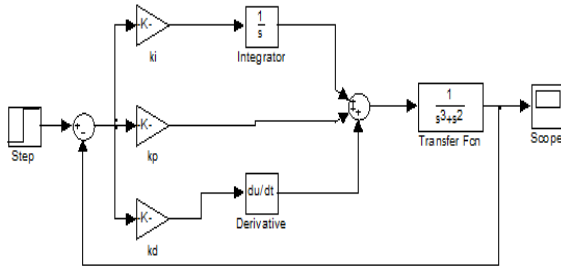 -K-
ki
1
s
Integrator
Step
+
-
-K-
kp
+
+
+
1
s3+s2
Transfer Fcn
Scope
-K-
kd
du/dt
Derivative